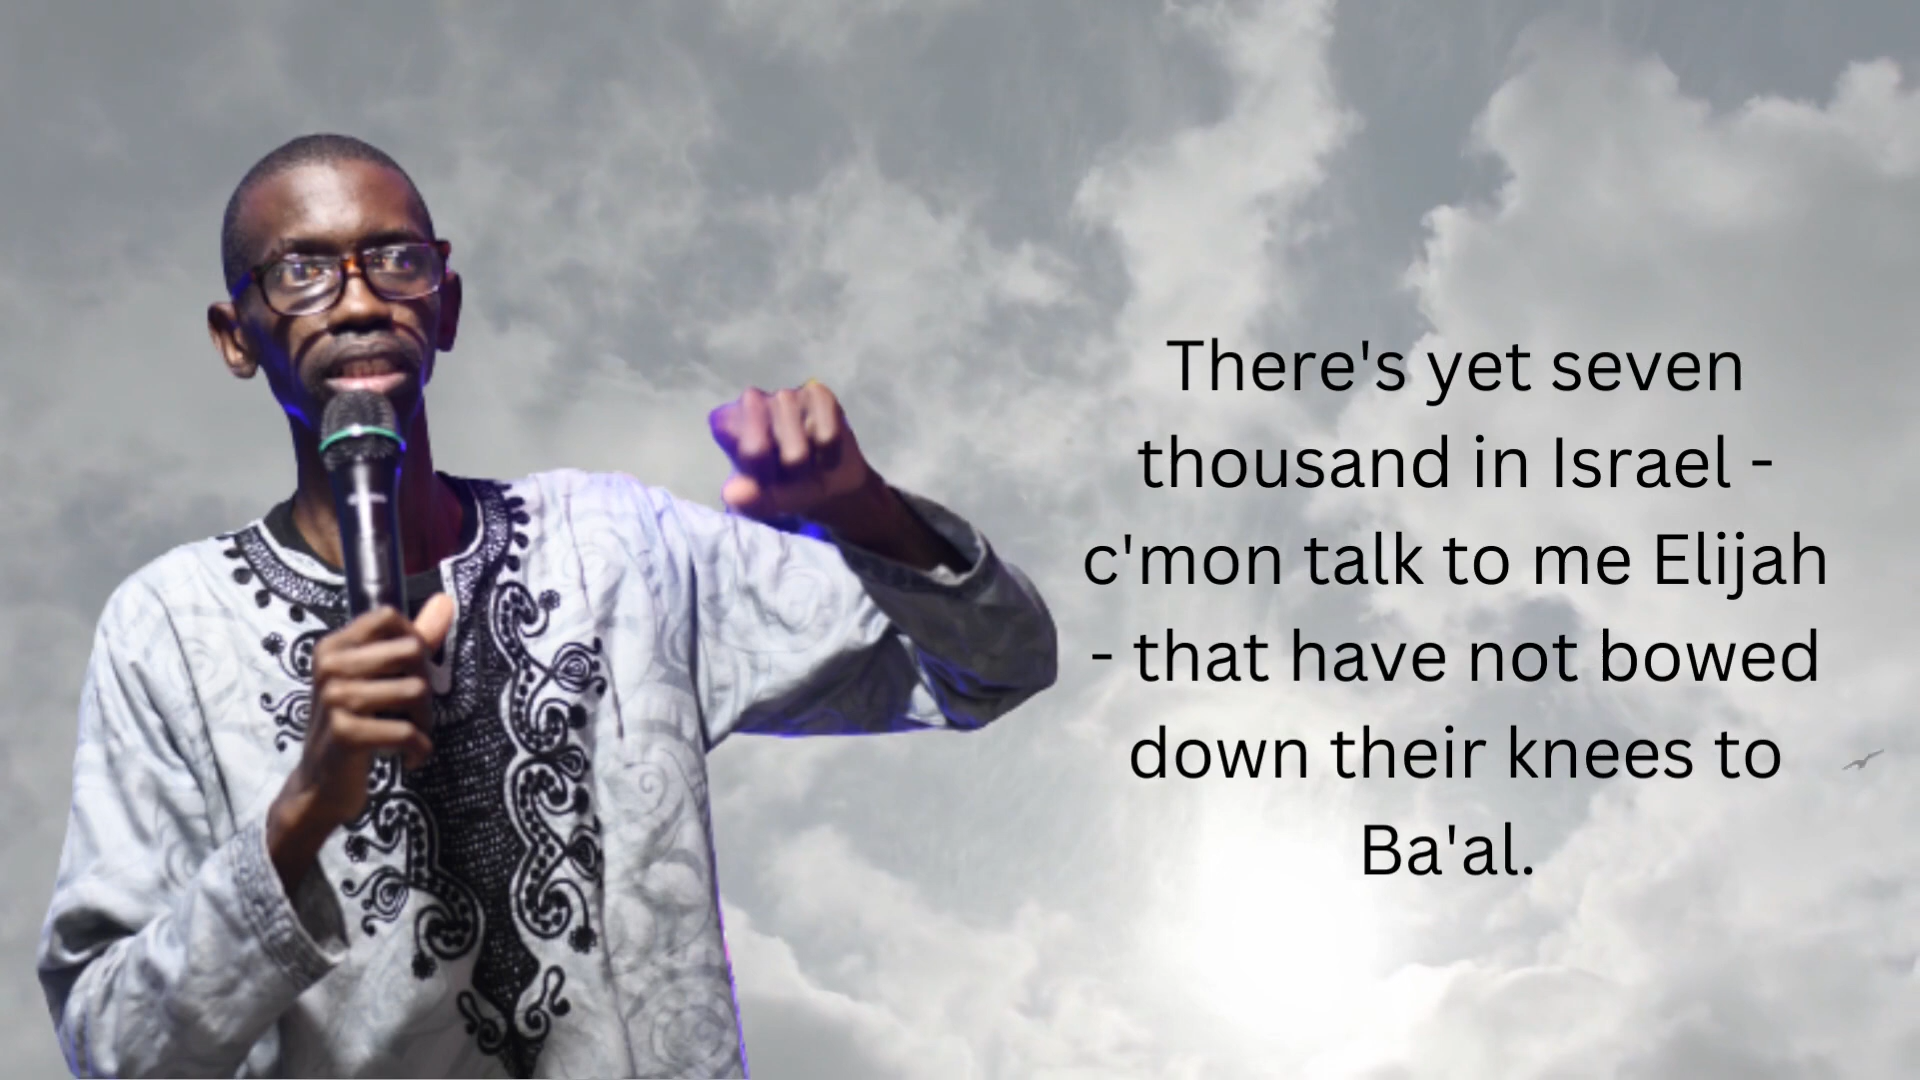 There's yet seven
thousand in Israel -
c'mon talk to me Elijah
- that have not bowed
down their knees to
Ba'al.